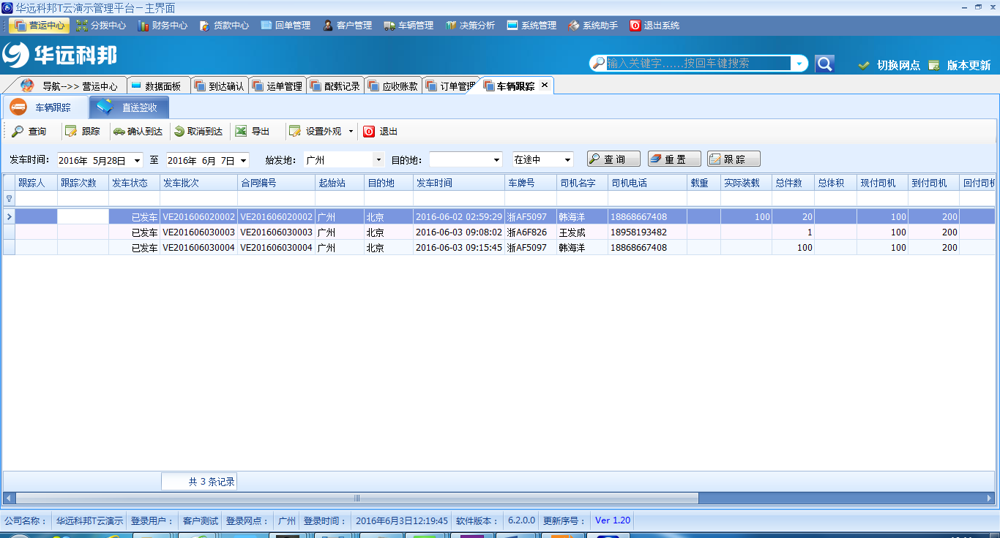 华远科邦T云演示管理平台－主界面
营运中心 分拨中心 财务中心 货款中心 回单管理 客户管理 车辆管理 决策分析 系统管理 系统助手 退出系统
华远科邦
输入关键字......按回车键搜索
切换网点 版本更新
导航-->> 营运中心 数据面板 到达确认 运单管理 配载记录 应收账款 订单管理 车辆跟踪
车辆跟踪 直送签收
查询 跟踪 确认到达 取消到达 导出 设置外观 退出
发车时间: 2016年 5月28日 至 2016年 6月 7日 始发地: 广州 目的地: 在途中 查询 重置 跟踪
跟踪人 跟踪次数 发车状态 发车批次 合同编号 起始站 目的地 发车时间 车牌号 司机名字 司机电话 载重 实际装载 总件数 总体积 现付司机 到付司机 回付司机
已发车 VE201606020002 VE201606020002 广州 北京 2016-06-02 02:59:29 浙AF5097 韩海洋 18868667408 100 20 100 200
已发车 VE201606030003 VE201606030003 广州 北京 2016-06-03 09:08:02 浙A6F826 王发成 18958193482 1 100 200
已发车 VE201606030004 VE201606030004 广州 北京 2016-06-03 09:15:45 浙AF5097 韩海洋 18868667408 100 100 200
共 3 条记录
公司名称： 华远科邦T云演示 登录用户： 客户测试 登录网点： 广州 登录时间： 2016年6月3日12:19:45 软件版本： 6.2.0.0 更新序号： Ver 1.20